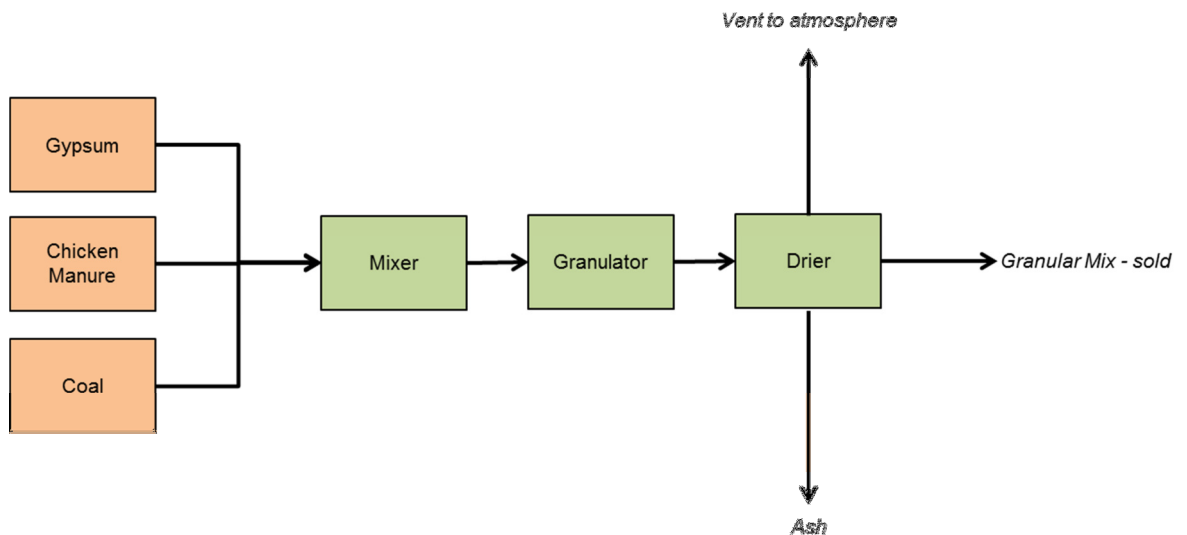 Vent to atmosphere
Gypsum
Chicken
Manure
Coal
Mixer
Granulator
Drier
Granular Mix - sold
Ash